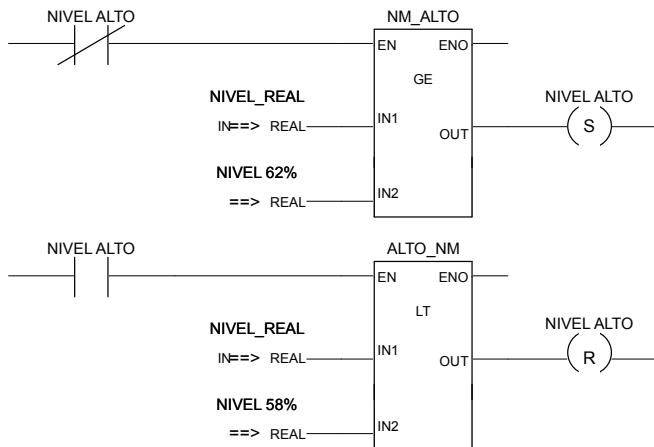 NIVEL ALTO
NM_ALTO
EN ENO
GE
NIVEL_REAL
NIVEL ALTO
IN==> REAL IN1
OUT S
NIVEL 62%
==> REAL IN2
NIVEL ALTO
ALTO_NM
EN ENO
LT
NIVEL_REAL
NIVEL ALTO
IN==> REAL IN1
OUT R
NIVEL 58%
==> REAL IN2